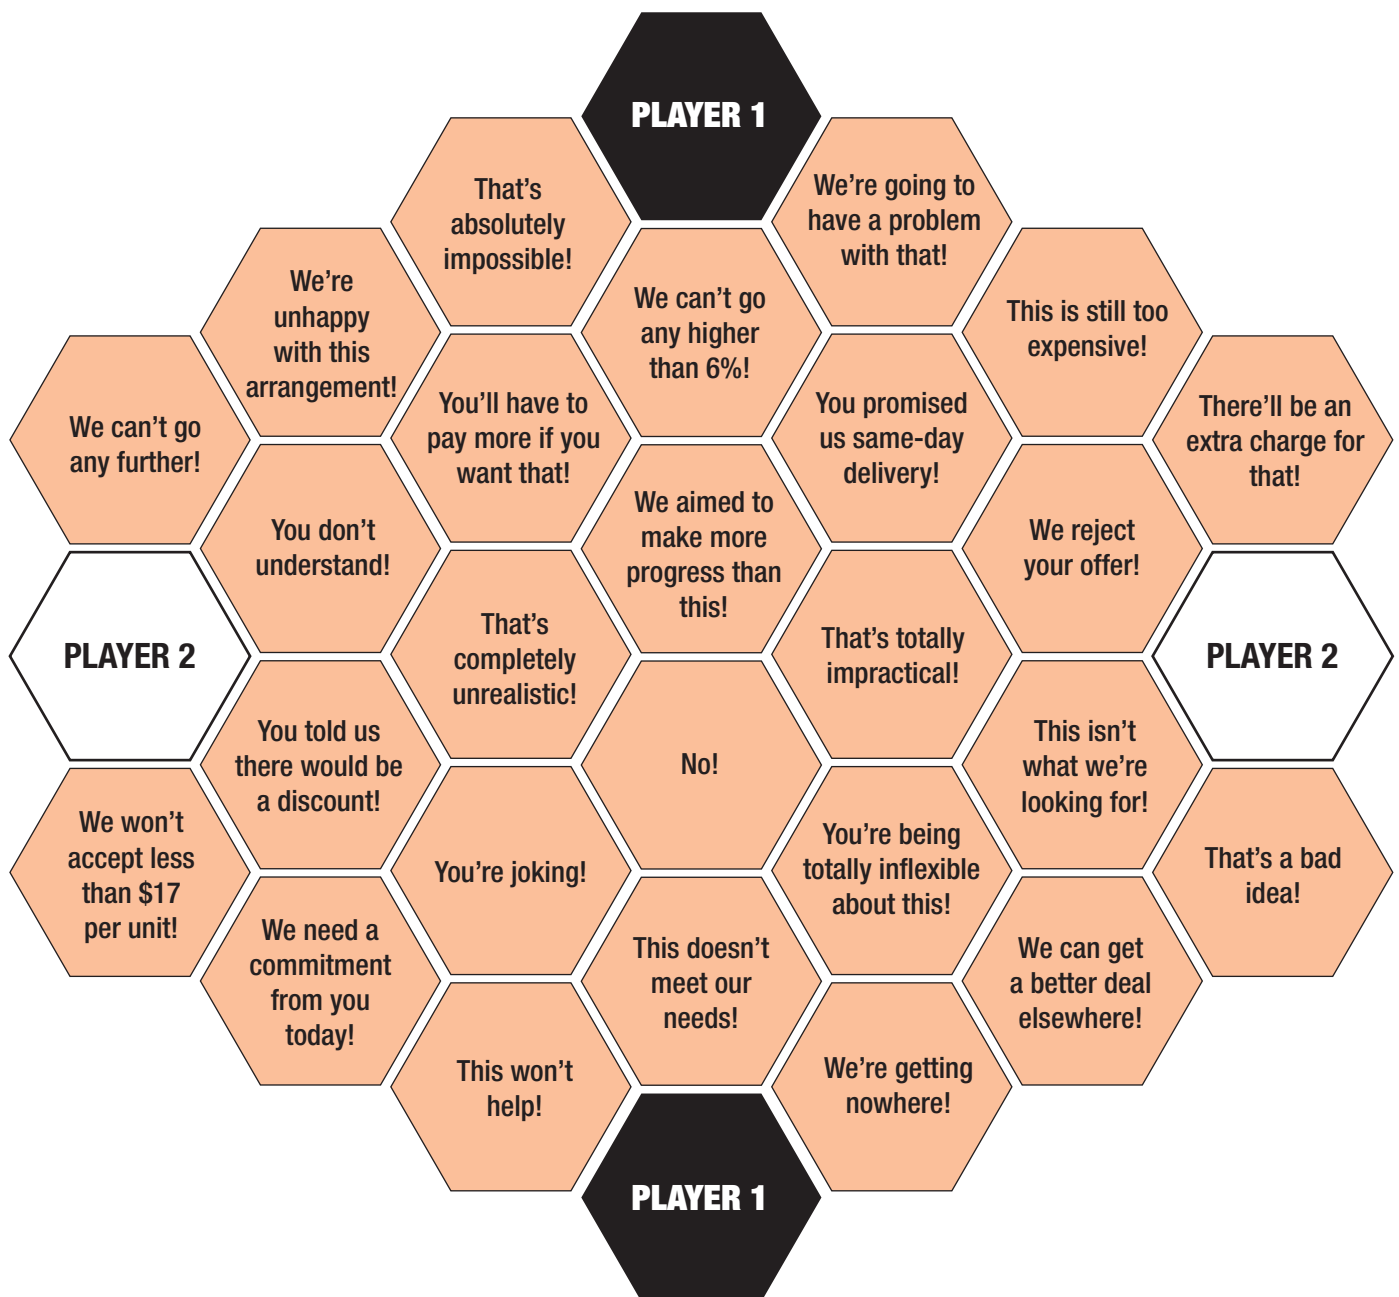 PLAYER 1
That's
absolutely
impossible!
We're going to
have a problem
with that!
We're
unhappy
with this
arrangement!
We can't go
any higher
than 6%!
This is still too
expensive!
We can't go
any further!
You'll have to
pay more if you
want that!
You promised
us same-day
delivery!
There'll be an
extra charge for
that!
You don't
understand!
We aimed to
make more
progress than
this!
We reject
your offer!
PLAYER 2
That's
completely
unrealistic!
That's totally
impractical!
PLAYER 2
You told us
there would be
a discount!
No!
This isn't
what we're
looking for!
We won't
accept less
than $17
per unit!
You're joking!
You're being
totally inflexible
about this!
That's a bad
idea!
We need a
commitment
from you
today!
This doesn't
meet our
needs!
We can get
a better deal
elsewhere!
This won't
help!
We're getting
nowhere!
PLAYER 1